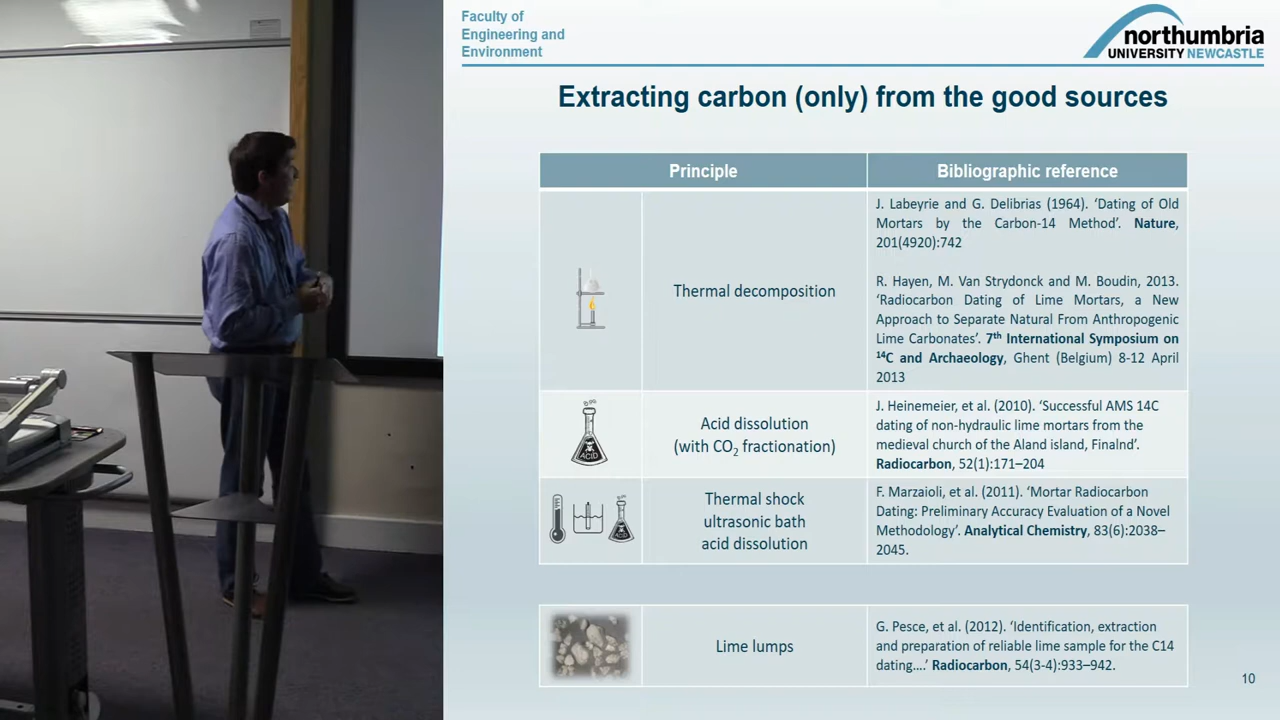 Faculty of
Engineering and
Environment
northumbria
UNIVERSITY NEWCASTLE
Extracting carbon (only) from the good sources
Principle
Bibliographic reference
Thermal decomposition
J. Labeyrie and G. Delibrias (1964). ‘Dating of Old
Mortars by the Carbon-14 Method’. Nature,
201(4920):742
R. Hayen, M. Van Strydonck and M. Boudin, 2013.
‘Radiocarbon Dating of Lime Mortars, a New
Approach to Separate Natural From Anthropogenic
Lime Carbonates’. 7th International Symposium on
14C and Archaeology, Ghent (Belgium) 8-12 April
2013
ACID
Acid dissolution
(with CO2 fractionation)
J. Heinemeier, et al. (2010). ‘Successful AMS 14C
dating of non-hydraulic lime mortars from the
medieval church of the Aland island, Finalnd’.
Radiocarbon, 52(1):171–204
ACID
Thermal shock
ultrasonic bath
acid dissolution
F. Marzaioli, et al. (2011). ‘Mortar Radiocarbon
Dating: Preliminary Accuracy Evaluation of a Novel
Methodology’. Analytical Chemistry, 83(6):2038–
2045.
Lime lumps
G. Pesce, et al. (2012). ‘Identification, extraction
and preparation of reliable lime sample for the C14
dating….’ Radiocarbon, 54(3-4):933–942.
10